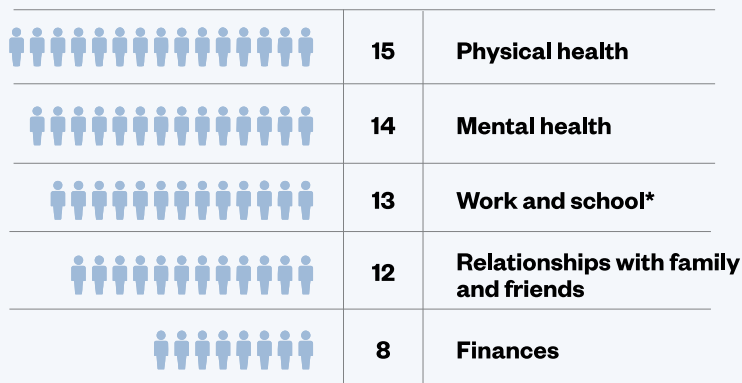 15 Physical health
14 Mental health
13 Work and school*
12 Relationships with family
and friends
8 Finances